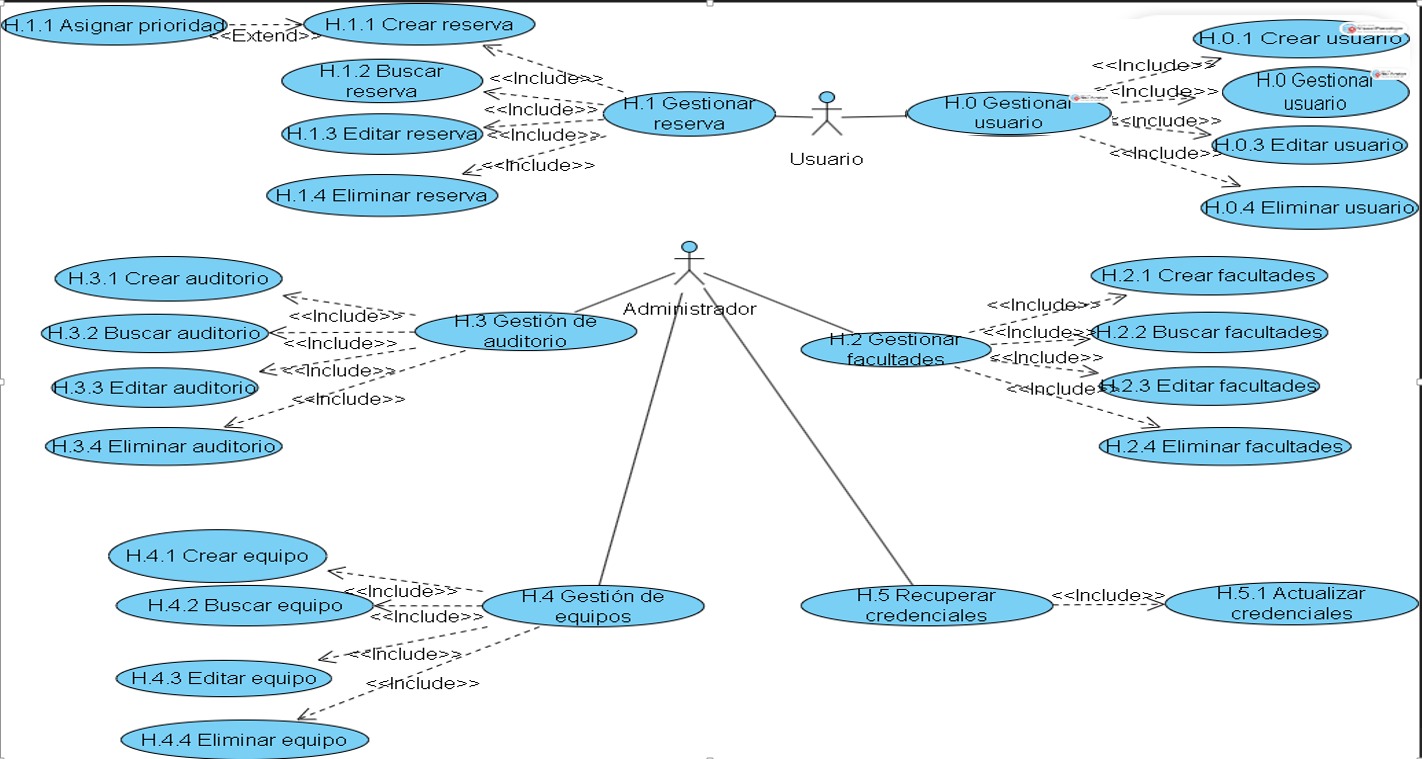 H.1.1 Asignar prioridad
<<Extend>>
H.1.1 Crear reserva
H.1.2 Buscar
reserva
H.1.3 Editar reserva
H.1.4 Eliminar reserva
<<Include>>
<<Include>>
<<Include>>
<<Include>>
H.1 Gestionar
reserva
Usuario
H.0 Gestionar
usuario
<<Include>>
<<Include>>
<<Include>>
<<Include>>
H.0.1 Crear usuario
H.0 Gestionar
usuario
H.0.3 Editar usuario
H.0.4 Eliminar usuario
Administrador
H.3.1 Crear auditorio
H.3.2 Buscar auditorio
H.3.3 Editar auditorio
H.3.4 Eliminar auditorio
<<Include>>
<<Include>>
<<Include>>
<<Include>>
H.3 Gestión de
auditorio
H.2 Gestionar
facultades
<<Include>>
<<Include>>
<<Include>>
<<Include>>
H.2.1 Crear facultades
H.2.2 Buscar facultades
H.2.3 Editar facultades
H.2.4 Eliminar facultades
H.4.1 Crear equipo
H.4.2 Buscar equipo
H.4.3 Editar equipo
H.4.4 Eliminar equipo
<<Include>>
<<Include>>
<<Include>>
<<Include>>
H.4 Gestión de
equipos
H.5 Recuperar
credenciales
<<Include>>
H.5.1 Actualizar
credenciales